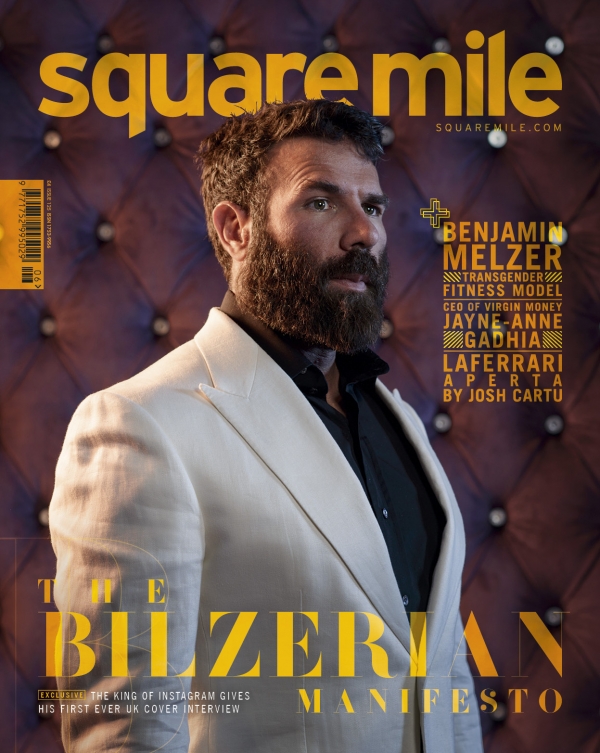 square mile
SQUAREMILE.COM
BENJAMIN
MELZER
TRANSGENDER
FITNESS MODEL
CEO OF VIRGIN MONEY
JAYNE-ANNE
GADHIA
LAFERRARI
APERTA
BY JOSH CARTU
THE
BILZERIAN
MANIFESTO
EXCLUSIVE THE KING OF INSTAGRAM GIVES
HIS FIRST EVER UK COVER INTERVIEW
06>